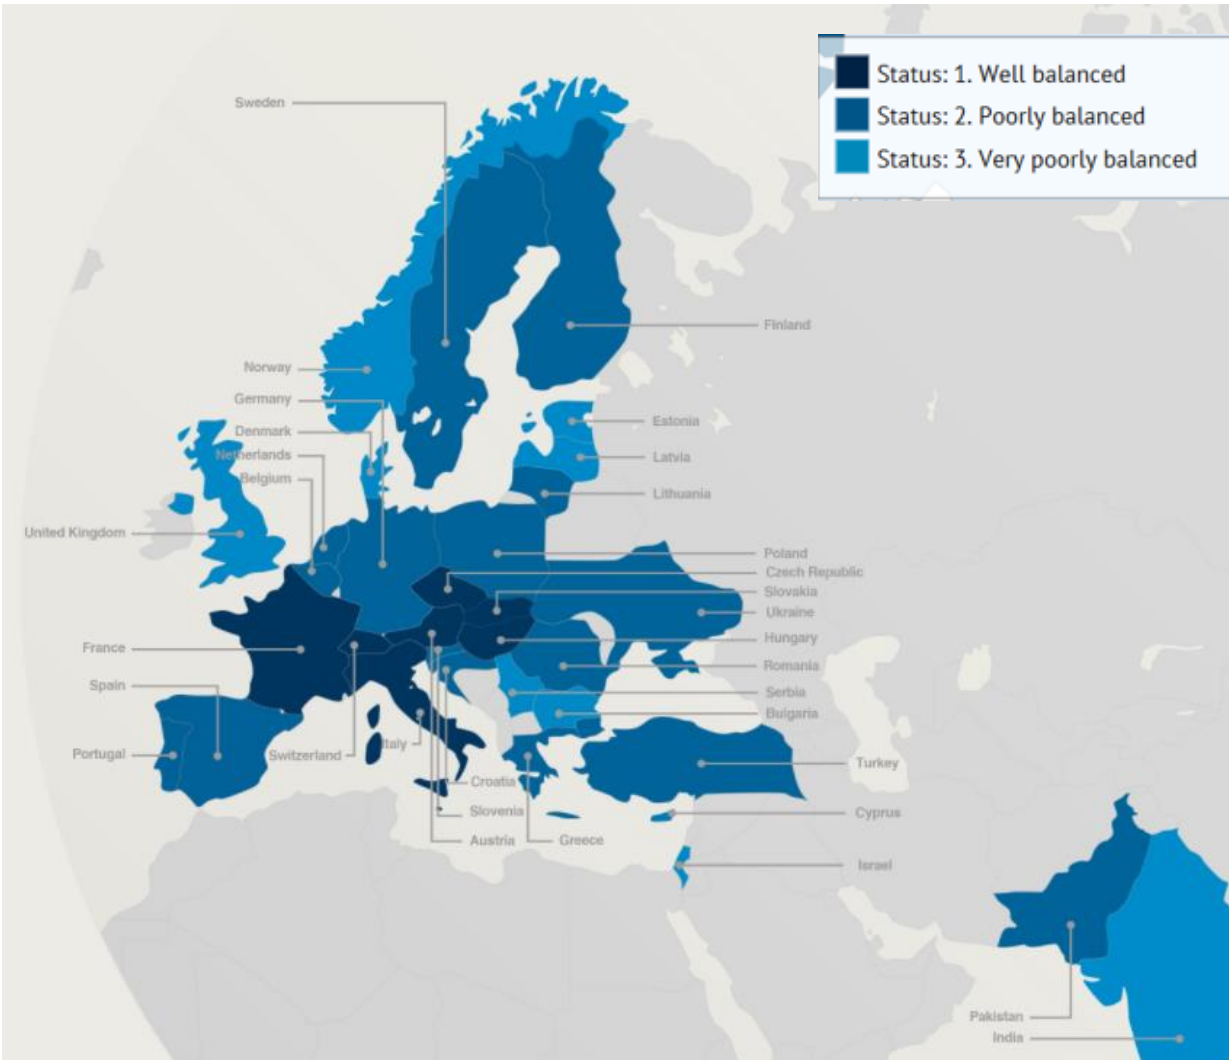 Status: 1. Well balanced
Status: 2. Poorly balanced
Status: 3. Very poorly balanced
Sweden
Finland
Norway
Germany
Estonia
Denmark
Netherlands
Latvia
Belgium
Lithuania
United Kingdom
Poland
Czech Republic
Slovakia
Ukraine
Hungary
France
Romania
Spain
Serbia
Bulgaria
Italy
Portugal
Switzerland
Turkey
Croatia
Slovenia
Cyprus
Austria
Greece
Israel
Pakistan
India